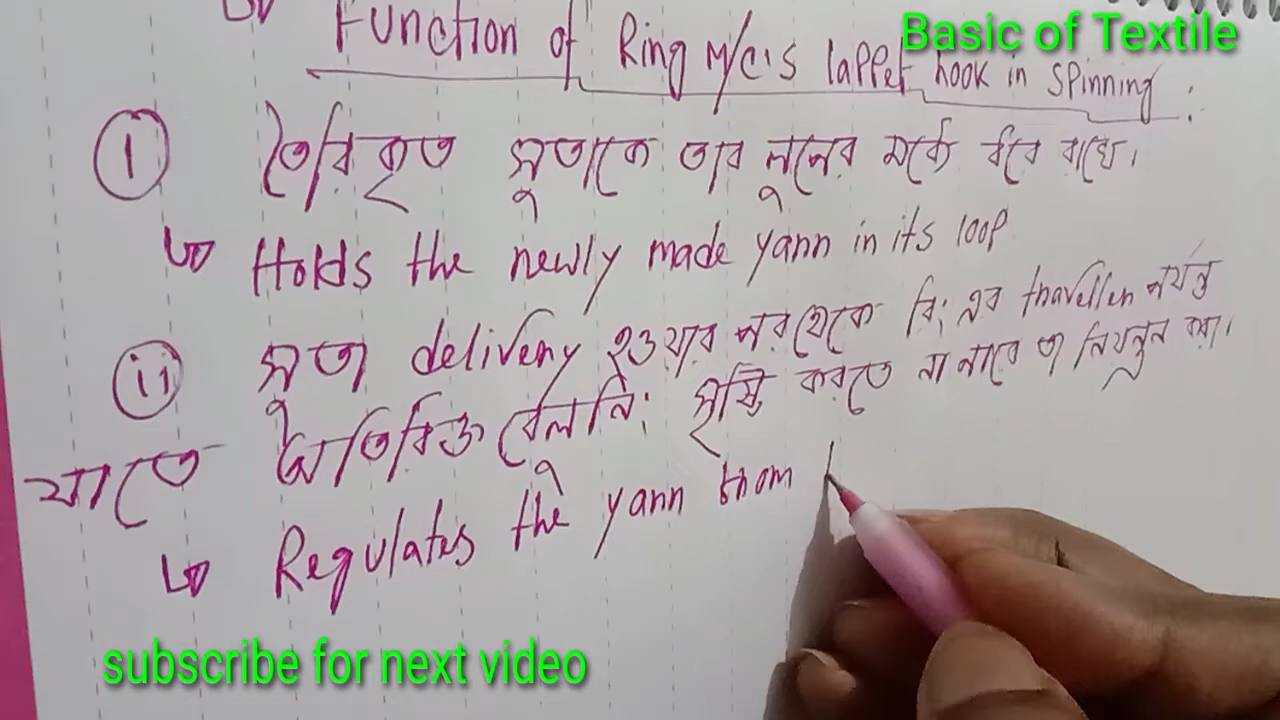 Basic of Textile
Function of Ring M/C's lappet hook in spinning :
i তৈরিকৃত সুতাকে তার লুপের মধ্যে ধরে রাখে।
Holds the newly made yarn in its loop
ii সুতা delivery হওয়ার পর থেকে রিং এর traveller পর্যন্ত
যাতে অতিরিক্ত বেলুনিং সৃষ্টি করতে না পারে তা নিয়ন্ত্রন করা।
Regulates the yarn from
subscribe for next video